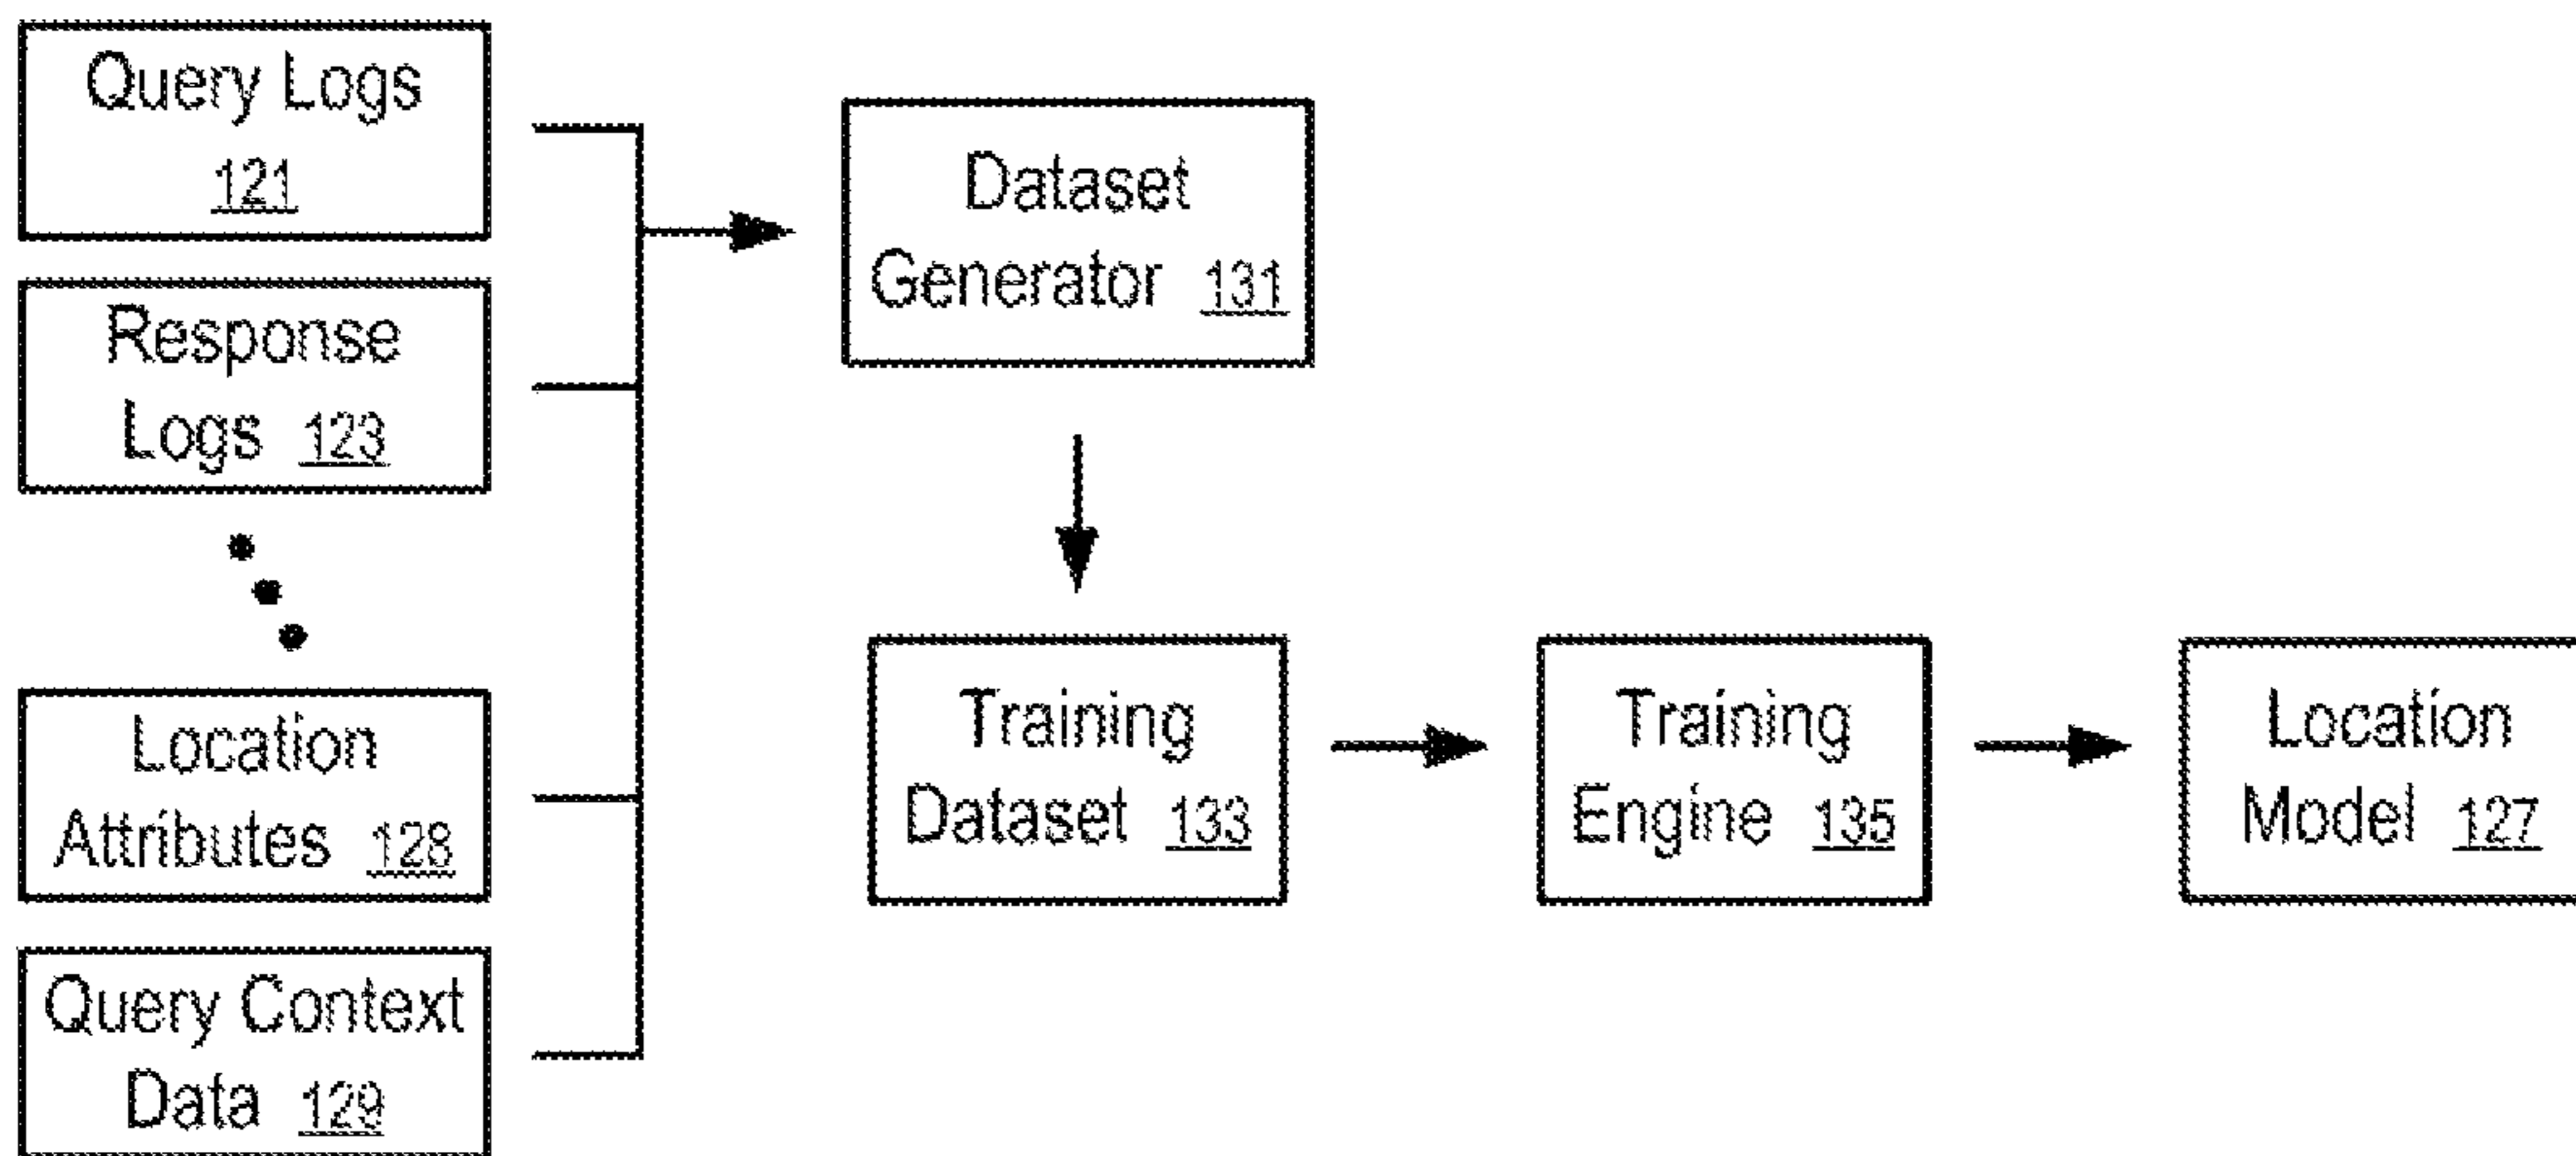 Query Logs
121
Response
Logs 123
Location
Attributes 128
Query Context
Data 129
Dataset
Generator 131
Training
Dataset 133
Training
Engine 135
Location
Model 127